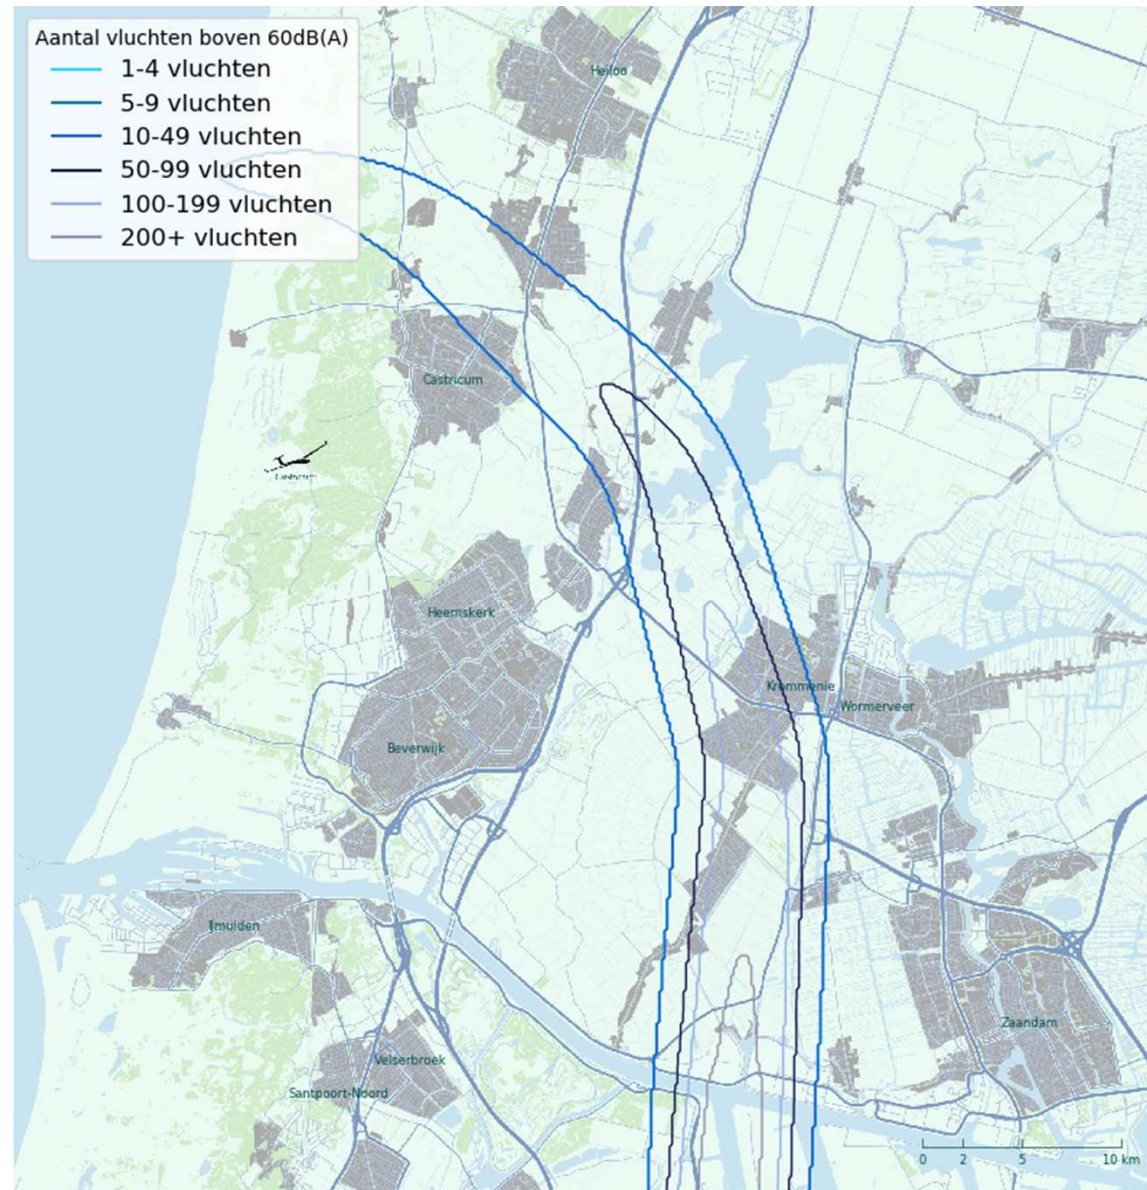 Aantal vluchten boven 60dB(A)
1-4 vluchten
5-9 vluchten
10-49 vluchten
50-99 vluchten
100-199 vluchten
200+ vluchten
Heiloo
Castricum
Castricum
Heemskerk
Krommenie
Wormerveer
Beverwijk
IJmuiden
Zaandam
Velserbroek
Santpoort-Noord
0 2 5 10 km